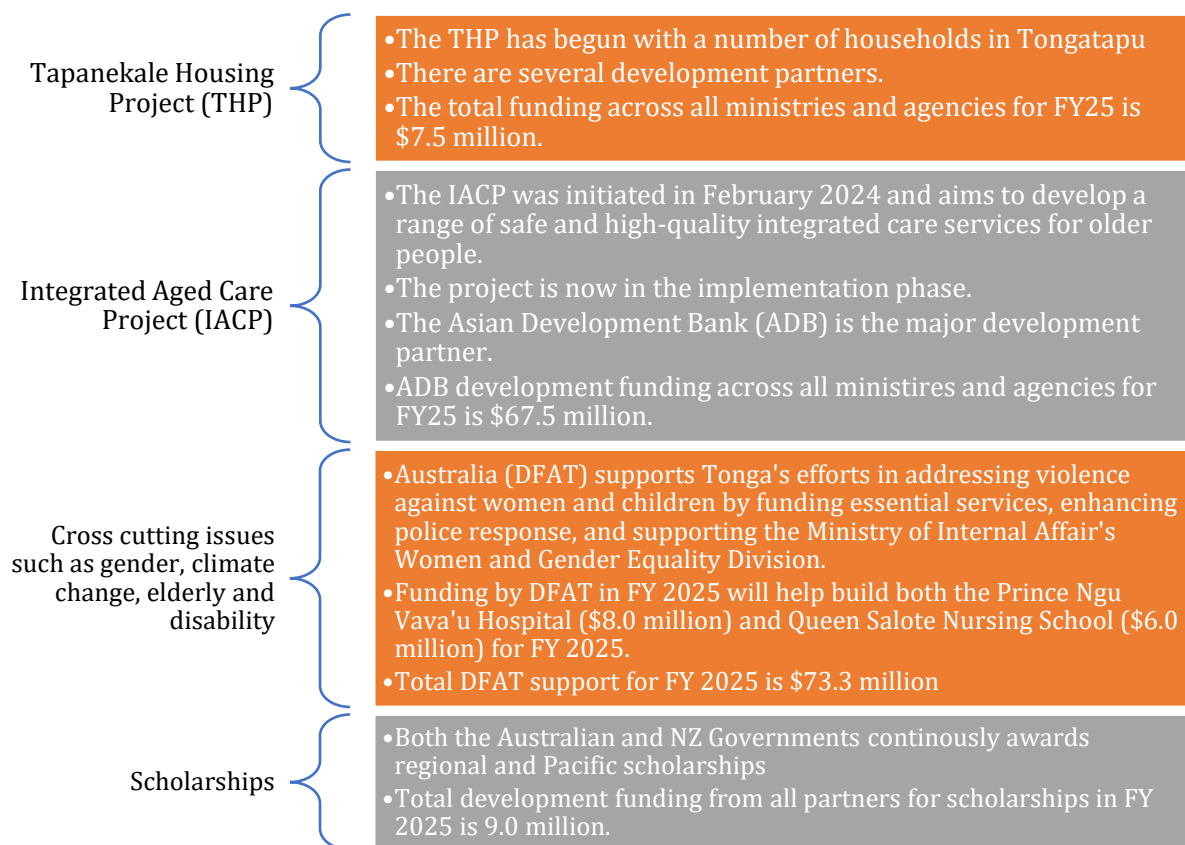 Tapanekale Housing
Project (THP)
•The THP has begun with a number of households in Tongatapu
•There are several development partners.
•The total funding across all ministries and agencies for FY25 is
$7.5 million.
Integrated Aged Care
Project (IACP)
•The IACP was initiated in February 2024 and aims to develop a
range of safe and high-quality integrated care services for older
people.
•The project is now in the implementation phase.
•The Asian Development Bank (ADB) is the major development
partner.
•ADB development funding across all ministires and agencies for
FY25 is $67.5 million.
Cross cutting issues
such as gender, climate
change, elderly and
disability
•Australia (DFAT) supports Tonga's efforts in addressing violence
against women and children by funding essential services, enhancing
police response, and supporting the Ministry of Internal Affair's
Women and Gender Equality Division.
•Funding by DFAT in FY 2025 will help build both the Prince Ngu
Vava'u Hospital ($8.0 million) and Queen Salote Nursing School ($6.0
million) for FY 2025.
•Total DFAT support for FY 2025 is $73.3 million
Scholarships
•Both the Australian and NZ Governments continously awards
regional and Pacific scholarships
•Total development funding from all partners for scholarships in FY
2025 is 9.0 million.